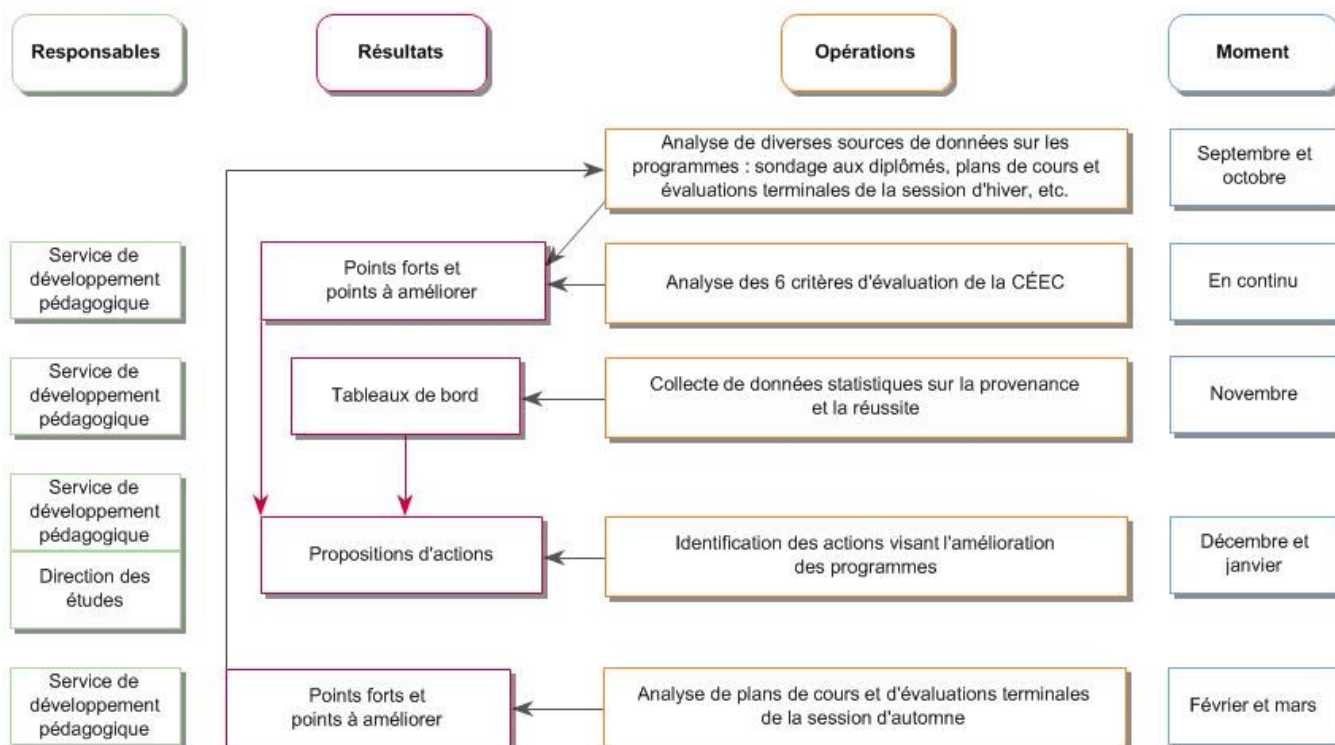 Responsables
Résultats
Opérations
Moment
Analyse de diverses sources de données sur les
programmes : sondage aux diplômés, plans de cours et
évaluations terminales de la session d'hiver, etc.
Septembre et
octobre
Service de
développement
pédagogique
Points forts et
points à améliorer
Analyse des 6 critères d'évaluation de la CÉEC
En continu
Service de
développement
pédagogique
Tableaux de bord
Collecte de données statistiques sur la provenance
et la réussite
Novembre
Service de
développement
pédagogique
Direction des
études
Propositions d'actions
Identification des actions visant l'amélioration
des programmes
Décembre et
janvier
Service de
développement
pédagogique
Points forts et
points à améliorer
Analyse de plans de cours et d'évaluations terminales
de la session d'automne
Février et mars